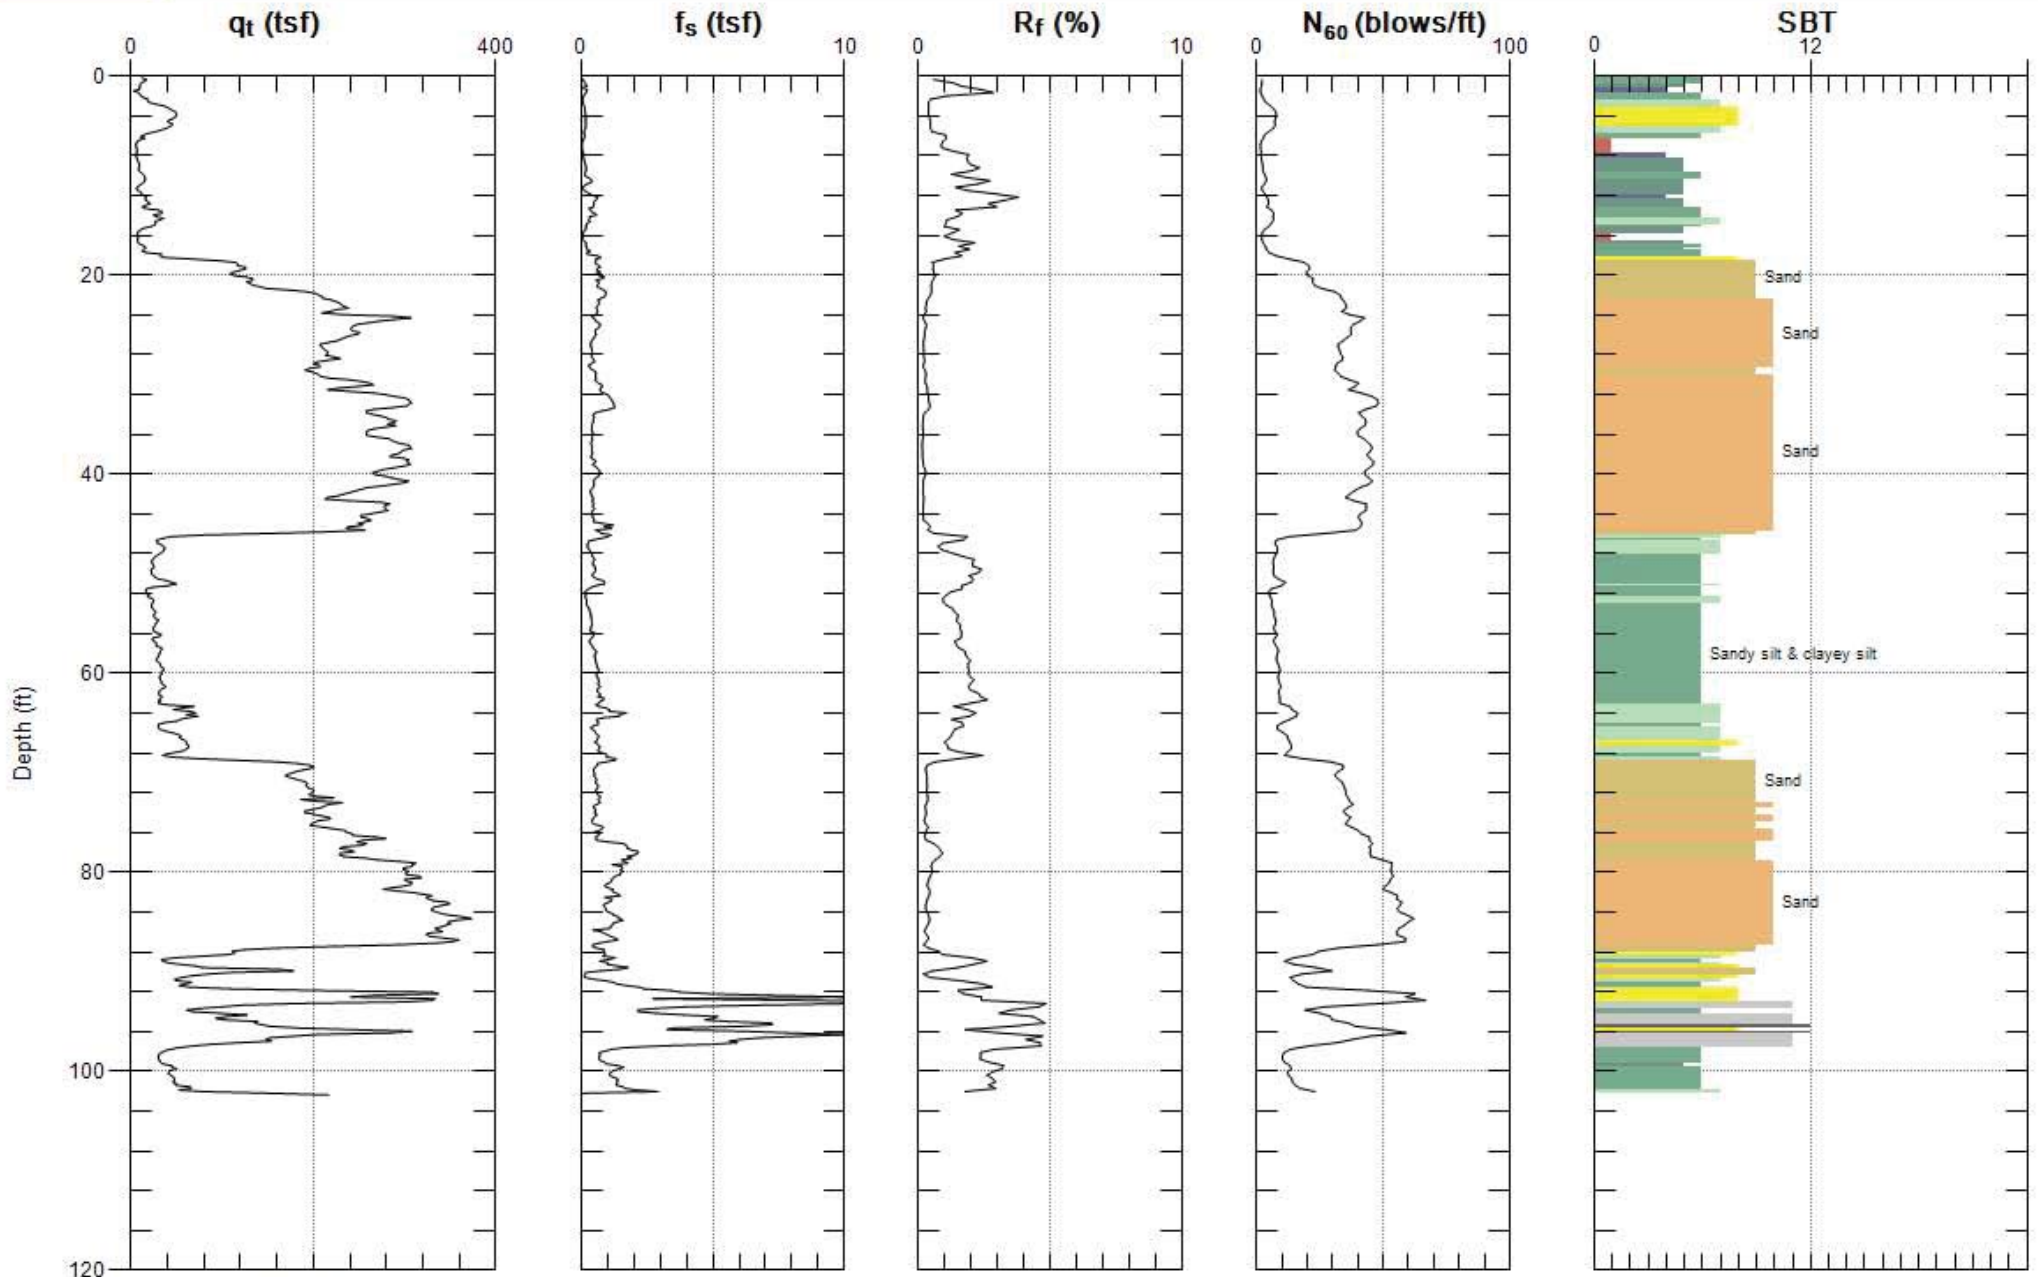 qt (tsf) fs (tsf) Rf (%) N60 (blows/ft) SBT
0 400 0 10 0 10 0 100 0 12
0
20 Sand
Sand
40 Sand
Sandy silt & clayey silt
60
Depth (ft)
Sand
80
Sand
100
120